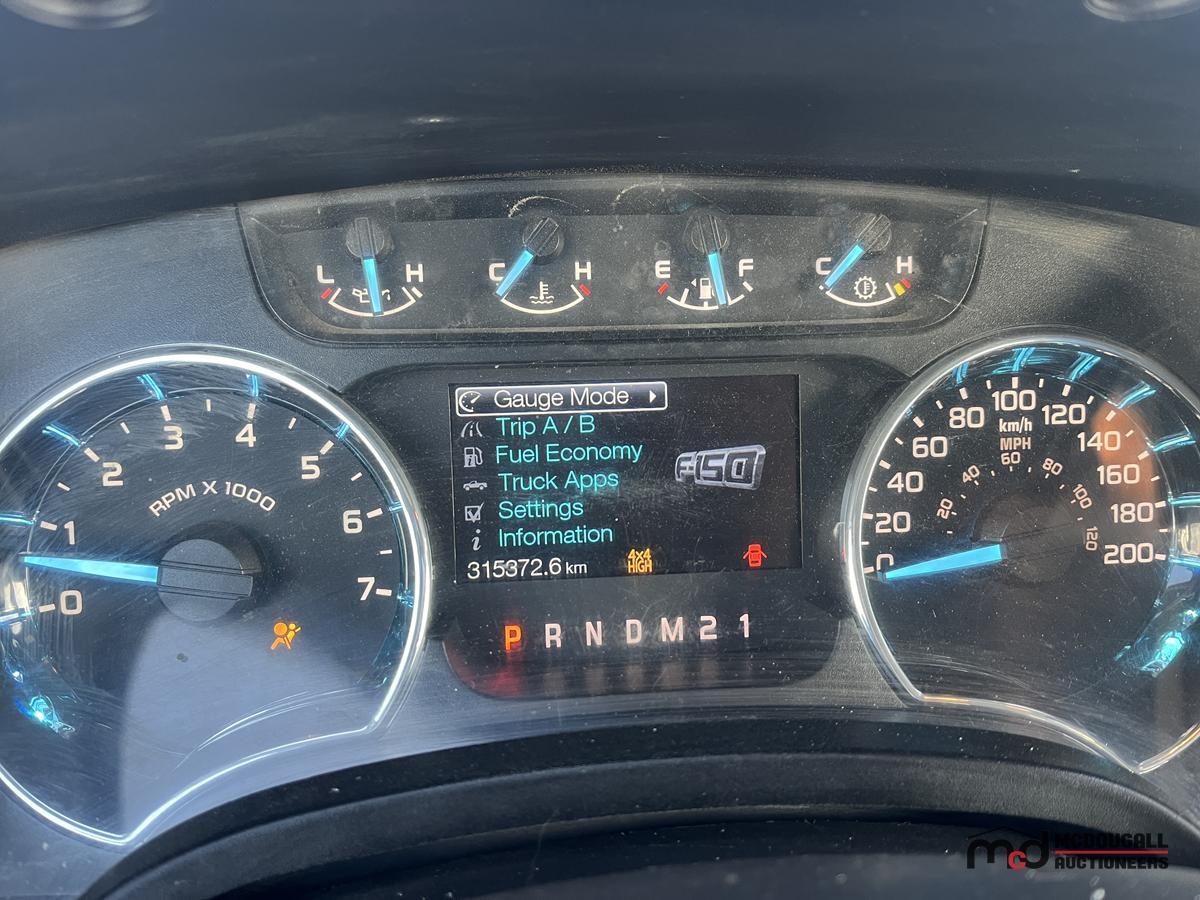 L H C H E F C H
Gauge Mode
Trip A / B
Fuel Economy
Truck Apps
Settings
Information
315372.6 km
4x4
HIGH
F-150
P R N D M 2 1
0 1 2 3 4 5 6 7
RPM X 1000
0 20 40 60 80 100 120 140 160 180 200
km/h
MPH
20 40 60 80 100 120
mcd MCDOUGALL
AUCTIONEERS